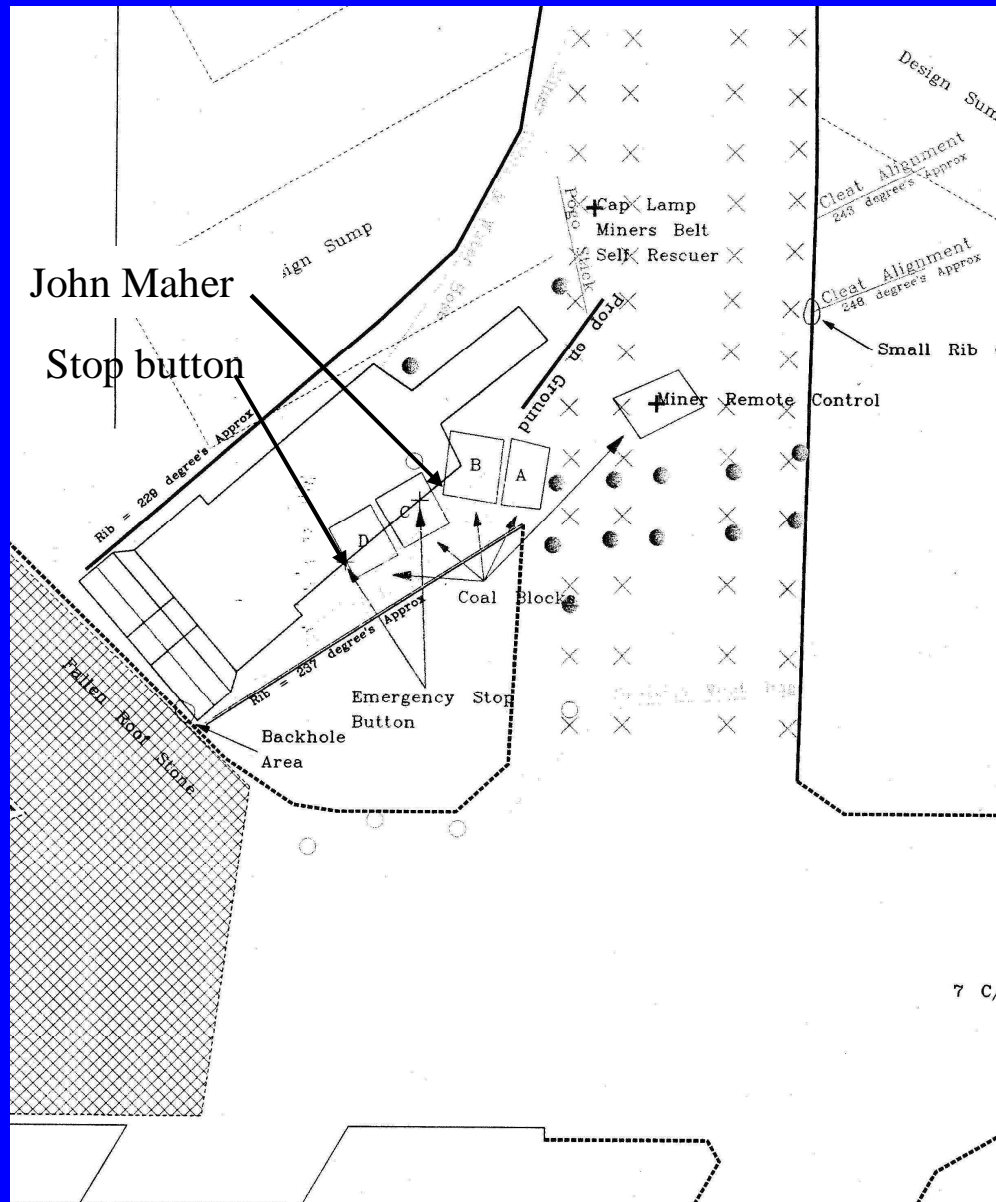 Design Sum
Cleat Alignment
243 degree's Approx
Cap Lamp
Miners Belt
Self Rescuer
Pogo Stick
sign Sump
John Maher
Cleat Alignment
248 degree's Approx
Small Rib
Stop button
Prop on Ground
Miner Remote Control
Rib = 229 degree's Approx
B
A
C
D
Coal Blocks
Rib = 237 degree's Approx
Emergency Stop
Button
Fallen Roof Stone
Backhole
Area
7 C/